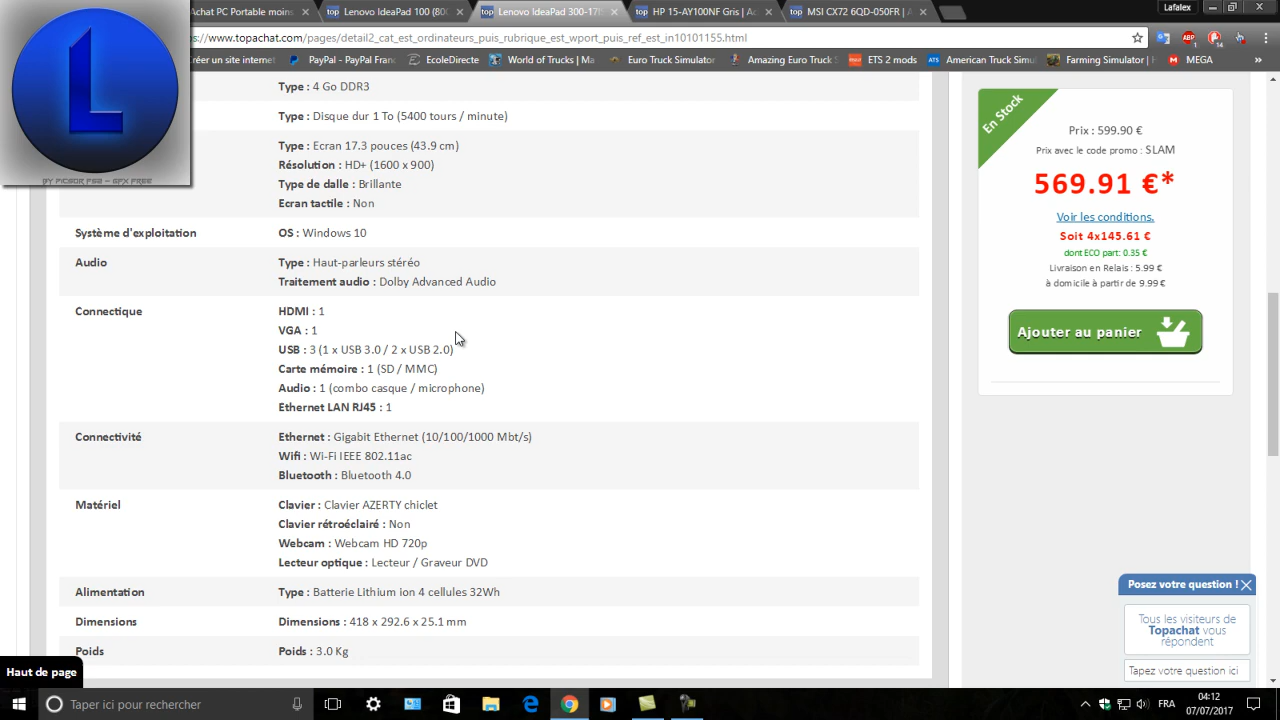 Achat PC Portable moins
Lenovo IdeaPad 100 (80
Lenovo IdeaPad 300-17I
HP 15-AY100NF Gris | Ac
MSI CX72 6QD-050FR | A
Lafalex
://www.topachat.com/pages/detail2_cat_est_ordinateurs_puis_rubrique_est_wport_puis_ref_est_in10101155.html
Créer un site internet
PayPal - PayPal Franc
EcoleDirecte
World of Trucks | Ma
Euro Truck Simulator
Amazing Euro Truck S
ETS 2 mods
American Truck Simu
Farming Simulator | H
MEGA
L
Type : 4 Go DDR3
Type : Disque dur 1 To (5400 tours / minute)
Type : Ecran 17.3 pouces (43.9 cm)
Résolution : HD+ (1600 x 900)
Type de dalle : Brillante
Ecran tactile : Non
Système d'exploitation
OS : Windows 10
Audio
Type : Haut-parleurs stéréo
Traitement audio : Dolby Advanced Audio
Connectique
HDMI : 1
VGA : 1
USB : 3 (1 x USB 3.0 / 2 x USB 2.0)
Carte mémoire : 1 (SD / MMC)
Audio : 1 (combo casque / microphone)
Ethernet LAN RJ45 : 1
Connectivité
Ethernet : Gigabit Ethernet (10/100/1000 Mbt/s)
Wifi : Wi-FI IEEE 802.11ac
Bluetooth : Bluetooth 4.0
Matériel
Clavier : Clavier AZERTY chiclet
Clavier rétroéclairé : Non
Webcam : Webcam HD 720p
Lecteur optique : Lecteur / Graveur DVD
Alimentation
Type : Batterie Lithium ion 4 cellules 32Wh
Dimensions
Dimensions : 418 x 292.6 x 25.1 mm
Poids
Poids : 3.0 Kg
Haut de page
En Stock
Prix : 599.90 €
Prix avec le code promo : SLAM
569.91 €*
Voir les conditions.
Soit 4x145.61 €
dont ECO part: 0.35 €
Livraison en Relais : 5.99 €
à domicile à partir de 9.99 €
Ajouter au panier
Posez votre question !
Tous les visiteurs de
Topachat vous
répondent
Tapez votre question ici
Taper ici pour rechercher
FRA
04:12
07/07/2017